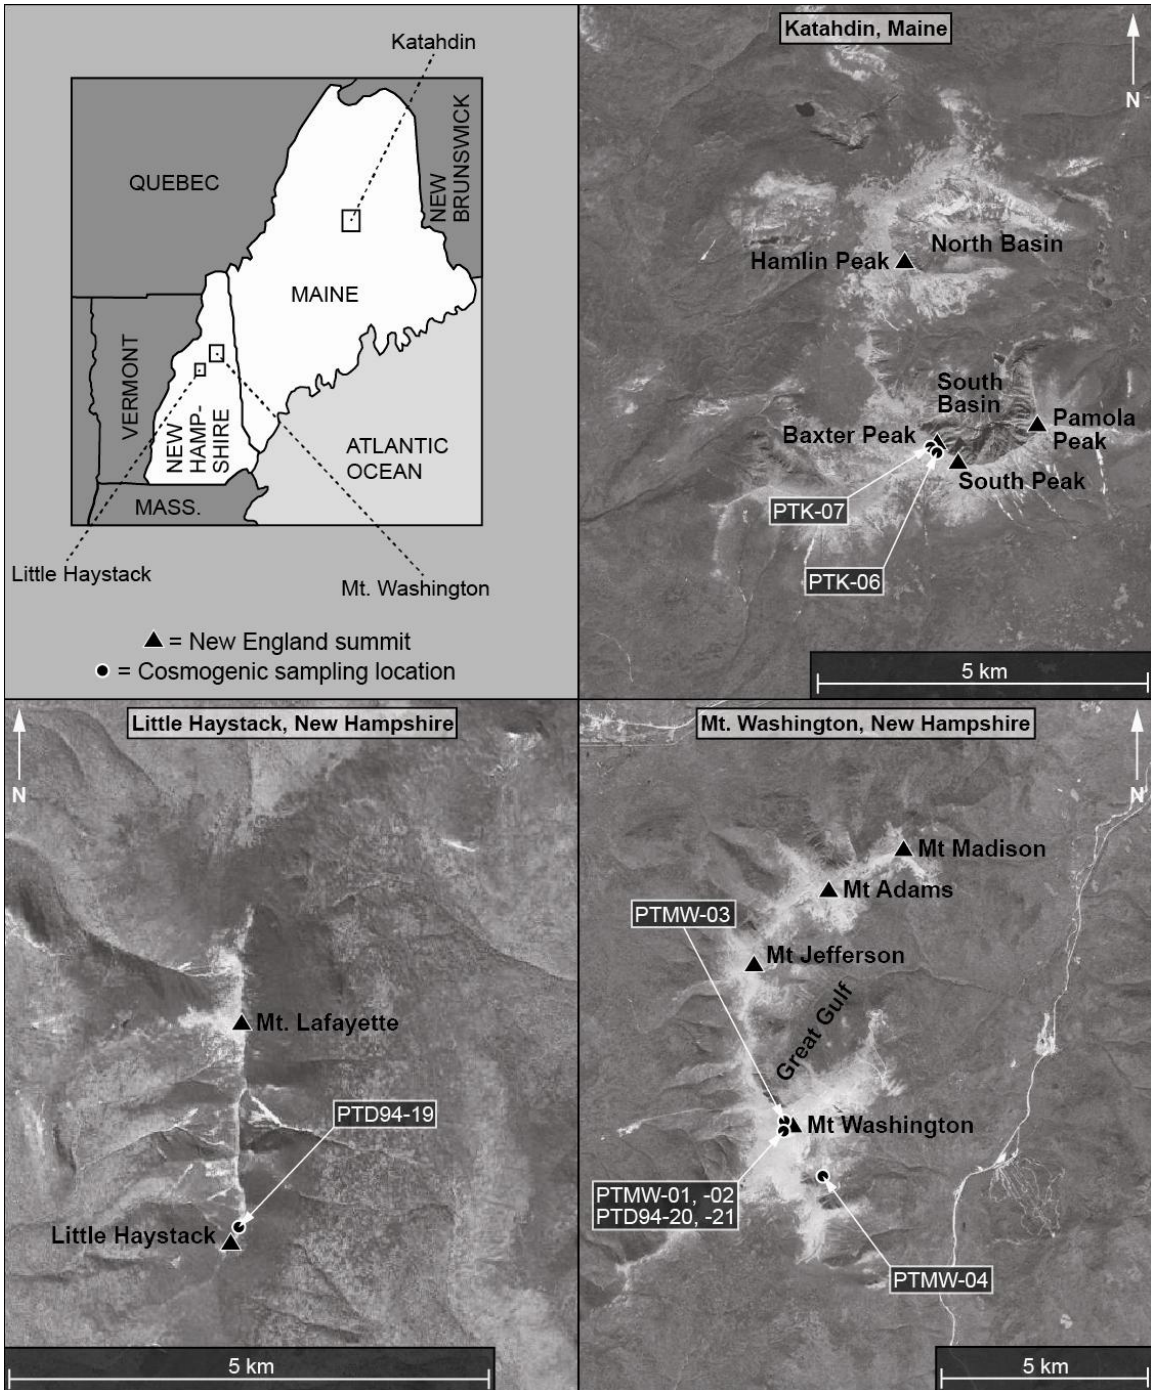 Katahdin
QUEBEC
NEW
BRUNSWICK
MAINE
VERMONT
NEW
HAMP-
SHIRE
ATLANTIC
OCEAN
MASS.
Little Haystack
Mt. Washington
= New England summit
= Cosmogenic sampling location
Katahdin, Maine
N
North Basin
Hamlin Peak
South
Basin
Pamola
Peak
Baxter Peak
South Peak
PTK-07
PTK-06
5 km
Little Haystack, New Hampshire
N
Mt. Lafayette
PTD94-19
Little Haystack
5 km
Mt. Washington, New Hampshire
N
Mt Madison
Mt Adams
PTMW-03
Mt Jefferson
Great Gulf
Mt Washington
PTMW-01, -02
PTD94-20, -21
PTMW-04
5 km